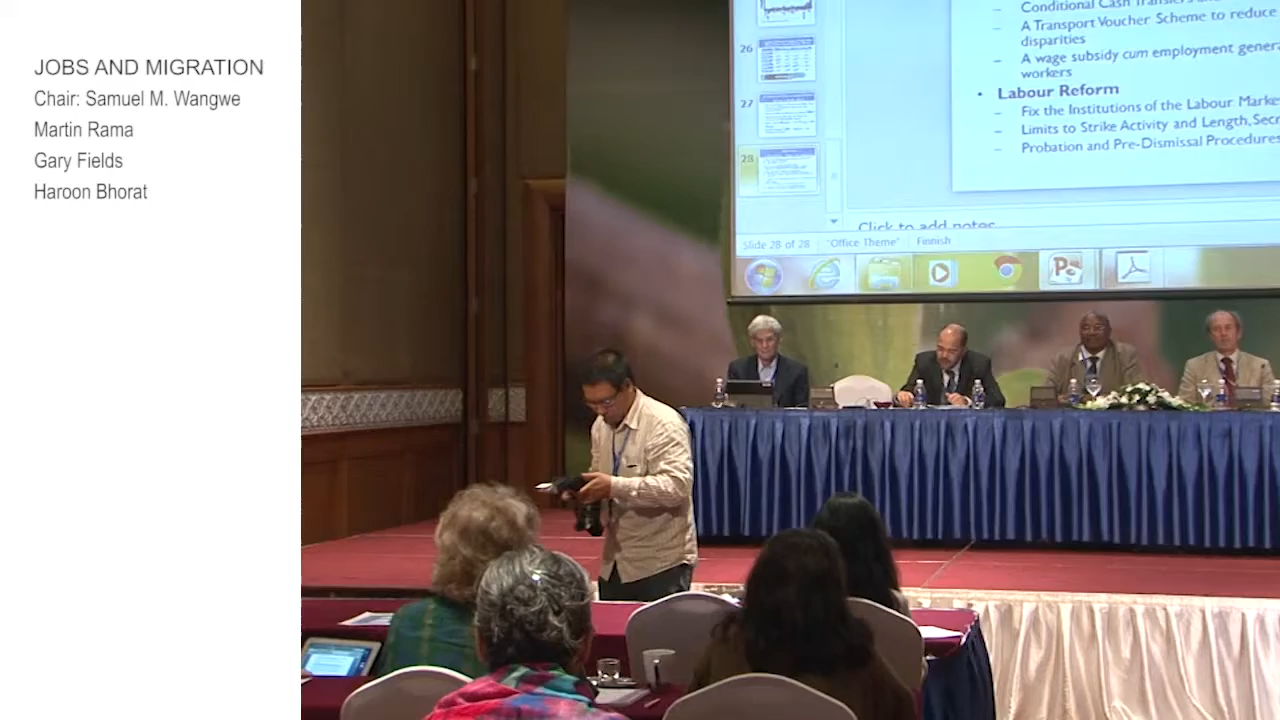 JOBS AND MIGRATION
Chair: Samuel M. Wangwe
Martin Rama
Gary Fields
Haroon Bhorat
Conditional Cash Transfers
A Transport Voucher Scheme to reduce
disparities
A wage subsidy cum employment genera
workers
• Labour Reform
Fix the Institutions of the Labour Marke
Limits to Strike Activity and Length, Secr
Probation and Pre-Dismissal Procedures
26
27
28
Click to add notes
Slide 28 of 28
"Office Theme"
Finnish